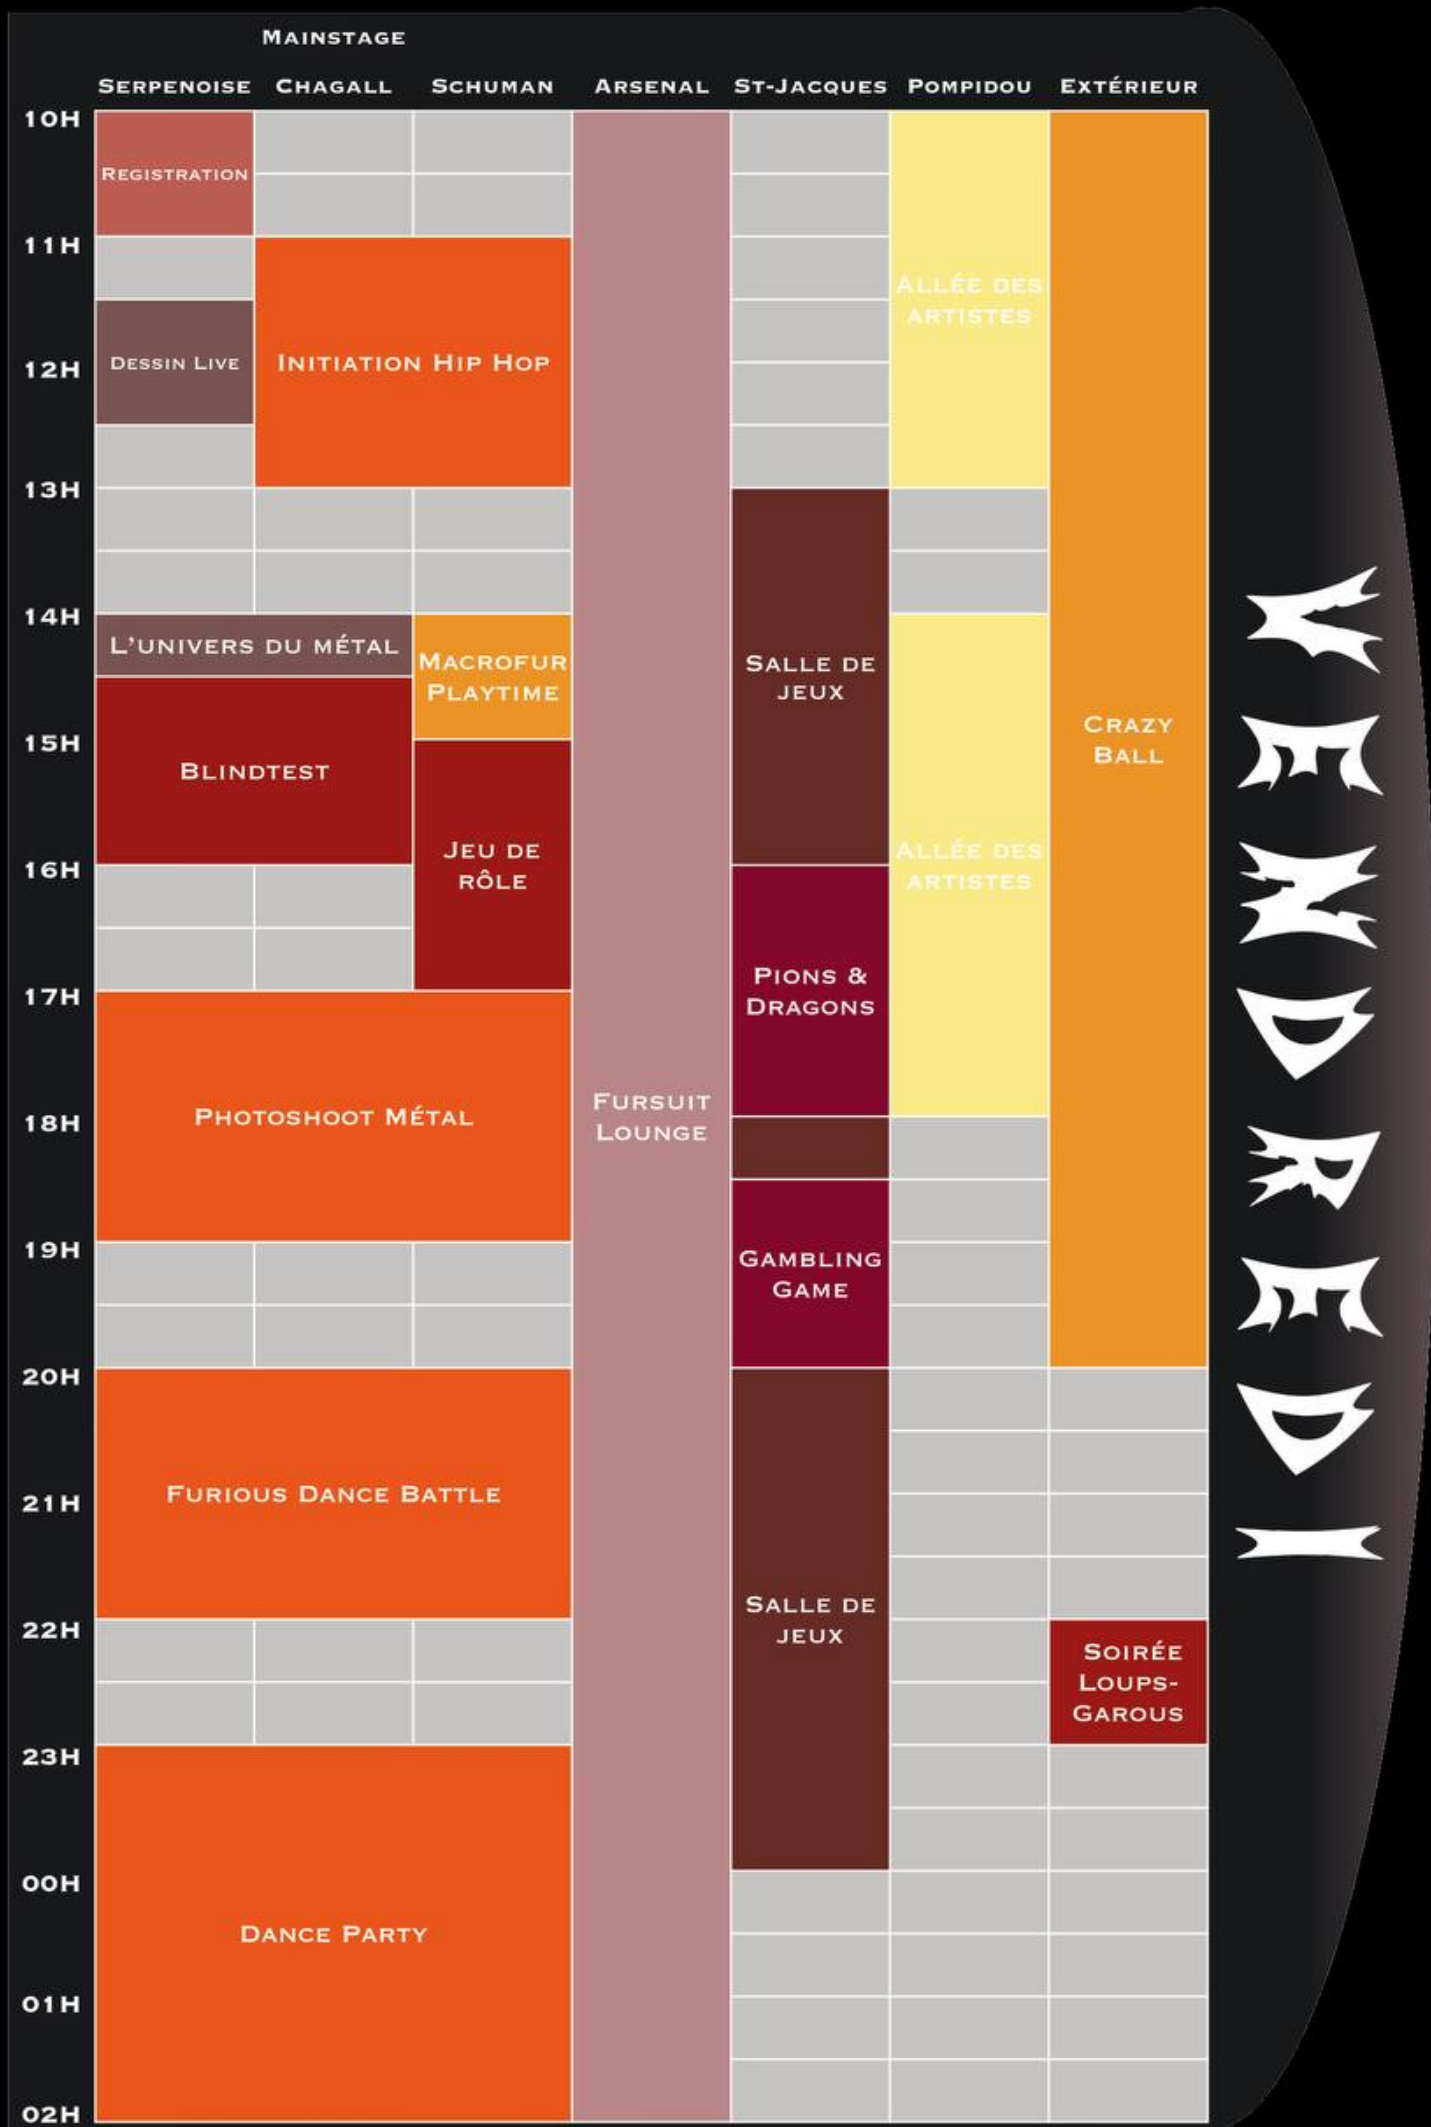 MAINSTAGE
SERPENOISE CHAGALL SCHUMAN ARSENAL ST-JACQUES POMPIDOU EXTÉRIEUR
10H
REGISTRATION
11H
ALLÉE DES
ARTISTES
12H
DESSIN LIVE
INITIATION HIP HOP
13H
14H
L'UNIVERS DU MÉTAL
MACROFUR
PLAYTIME
SALLE DE
JEUX
15H
BLINDTEST
CRAZY
BALL
16H
JEU DE
RÔLE
ALLÉE DES
ARTISTES
17H
PIONS &
DRAGONS
18H
PHOTOSHOOT MÉTAL
FURSUIT
LOUNGE
19H
GAMBLING
GAME
20H
21H
FURIOUS DANCE BATTLE
22H
SALLE DE
JEUX
SOIRÉE
LOUPS-
GAROUS
23H
00H
DANCE PARTY
01H
02H
VENDREDI